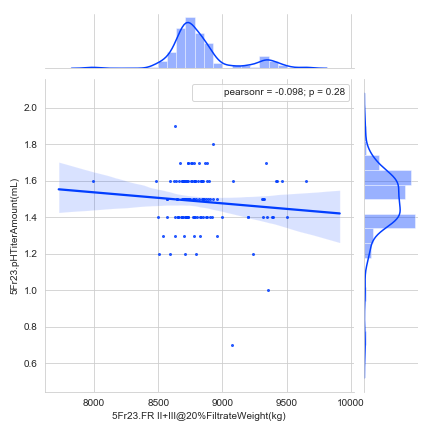 pearsonr = -0.098; p = 0.28
2.0
1.8
1.6
1.4
1.2
1.0
0.8
0.6
5Fr23.pHTiterAmount(mL)
8000 8500 9000 9500 10000
5Fr23.FR II+III@20%FiltrateWeight(kg)